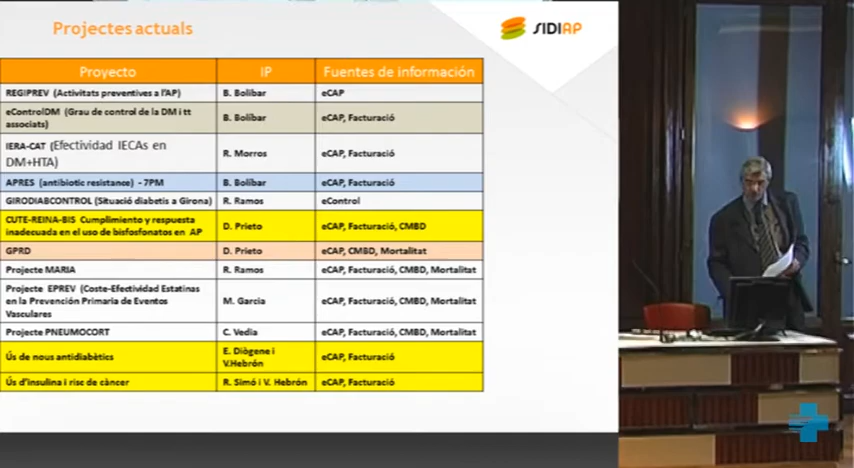 Projectes actuals
SIDIAP
Proyecto IP Fuentes de información
REGIPREV (Activitats preventives a l'AP) B. Bolíbar eCAP
eControlDM (Grau de control de la DM i tt
associats) B. Bolíbar eCAP, Facturació
IERA-CAT (Efectividad IECAs en
DM+HTA) R. Morros eCAP, Facturació
APRES (antibiotic resistance) - 7PM B. Bolíbar eCAP, Facturació
GIRODIABCONTROL (Situació diabetis a Girona) R. Ramos eControl
CUTE-REINA-BIS Cumplimiento y respuesta
inadecuada en el uso de bisfosfonatos en AP D. Prieto eCAP, Facturació, CMBD
GPRD D. Prieto eCAP, CMBD, Mortalitat
Projecte MARIA R. Ramos eCAP, Facturació, CMBD, Mortalitat
Projecte EPREV (Coste-Efectividad Estatinas
en la Prevención Primaria de Eventos
Vasculares M. Garcia eCAP, Facturació, CMBD, Mortalitat
Projecte PNEUMOCORT C. Vedia eCAP, Facturació, CMBD, Mortalitat
Ús de nous antidiabètics E. Diògene i
V.Hebrón eCAP, Facturació
Ús d'insulina i risc de càncer R. Simó i V. Hebrón eCAP, Facturació